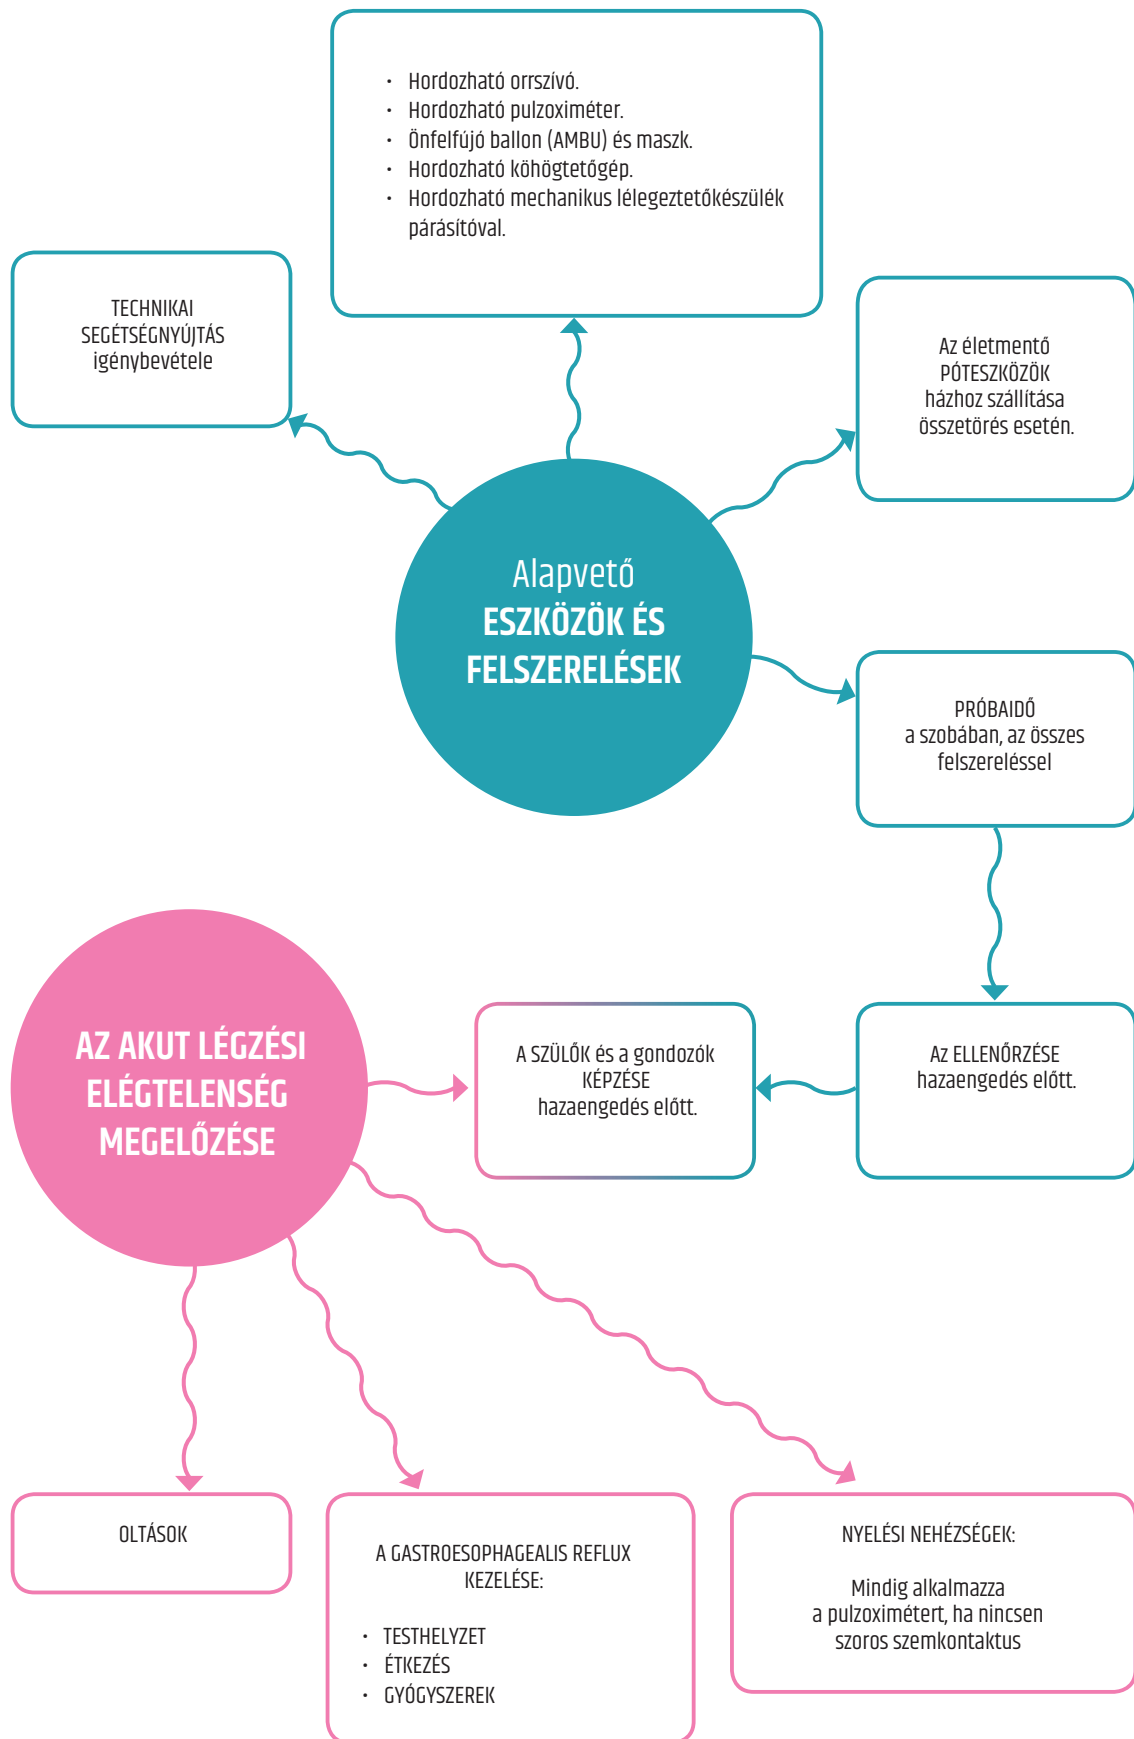 • Hordozható orrszívó.
• Hordozható pulzoximéter.
• Önfelfújó ballon (AMBU) és maszk.
• Hordozható köhögtetőgép.
• Hordozható mechanikus lélegeztetőkészülék
párásítóval.
TECHNIKAI
SEGÉTSÉGNYÚJTÁS
igénybevétele
Az életmentő
PÓTESZKÖZÖK
házhoz szállítása
összetörés esetén.
Alapvető
ESZKÖZÖK ÉS
FELSZERELÉSEK
PRÓBAIDŐ
a szobában, az összes
felszereléssel
AZ AKUT LÉGZÉSI
ELÉGTELENSÉG
MEGELŐZÉSE
A SZÜLŐK és a gondozók
KÉPZÉSE
hazaengedés előtt.
Az ELLENŐRZÉSE
hazaengedés előtt.
OLTÁSOK
A GASTROESOPHAGEALIS REFLUX
KEZELÉSE:
• TESTHELYZET
• ÉTKEZÉS
• GYÓGYSZEREK
NYELÉSI NEHÉZSÉGEK:
Mindig alkalmazza
a pulzoximétert, ha nincsen
szoros szemkontaktus